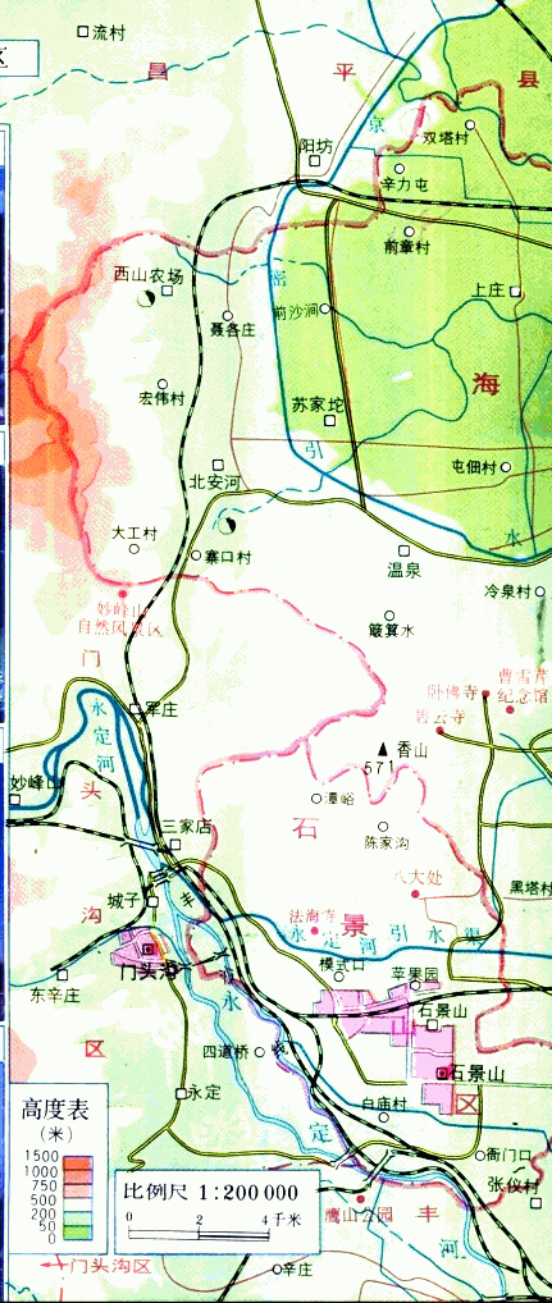 区
流村
昌
平
县
京
双塔村
阳坊
辛力屯
前章村
西山农场
密
上庄
前沙涧
聂各庄
海
宏伟村
苏家坨
引
屯佃村
北安河
水
大工村
寨口村
温泉
冷泉村
妙峰山
自然风景区
簸箕水
门
曹雪芹
纪念馆
卧佛寺
碧云寺
军庄
永
定
河
香山
571
妙峰山
头
潭峪
石
三家店
陈家沟
八大处
黑塔村
城子
沟
法海寺
景
永
定
河
引
水
渠
门头沟
模式口
苹果园
东辛庄
永
石景山
区
四道桥
石景山
永定
白庙村
区
定
衙门口
张仪村
鹰山公园
丰
河
辛庄
高度表
(米)
1500
1000
750
500
200
50
0
比例尺 1:200 000
0 2 4千米
门头沟区